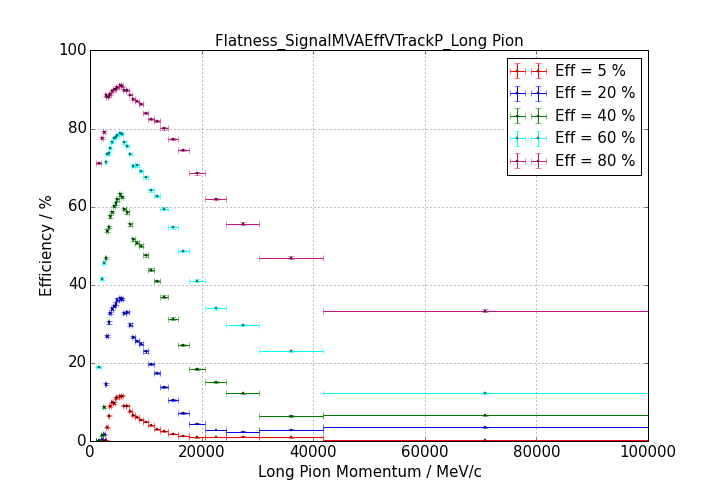 Flatness_SignalMVAEffVTrackP_Long Pion
Eff = 5 %
Eff = 20 %
Eff = 40 %
Eff = 60 %
Eff = 80 %
Efficiency / %
100
80
60
40
20
0
0 20000 40000 60000 80000 100000
Long Pion Momentum / MeV/c